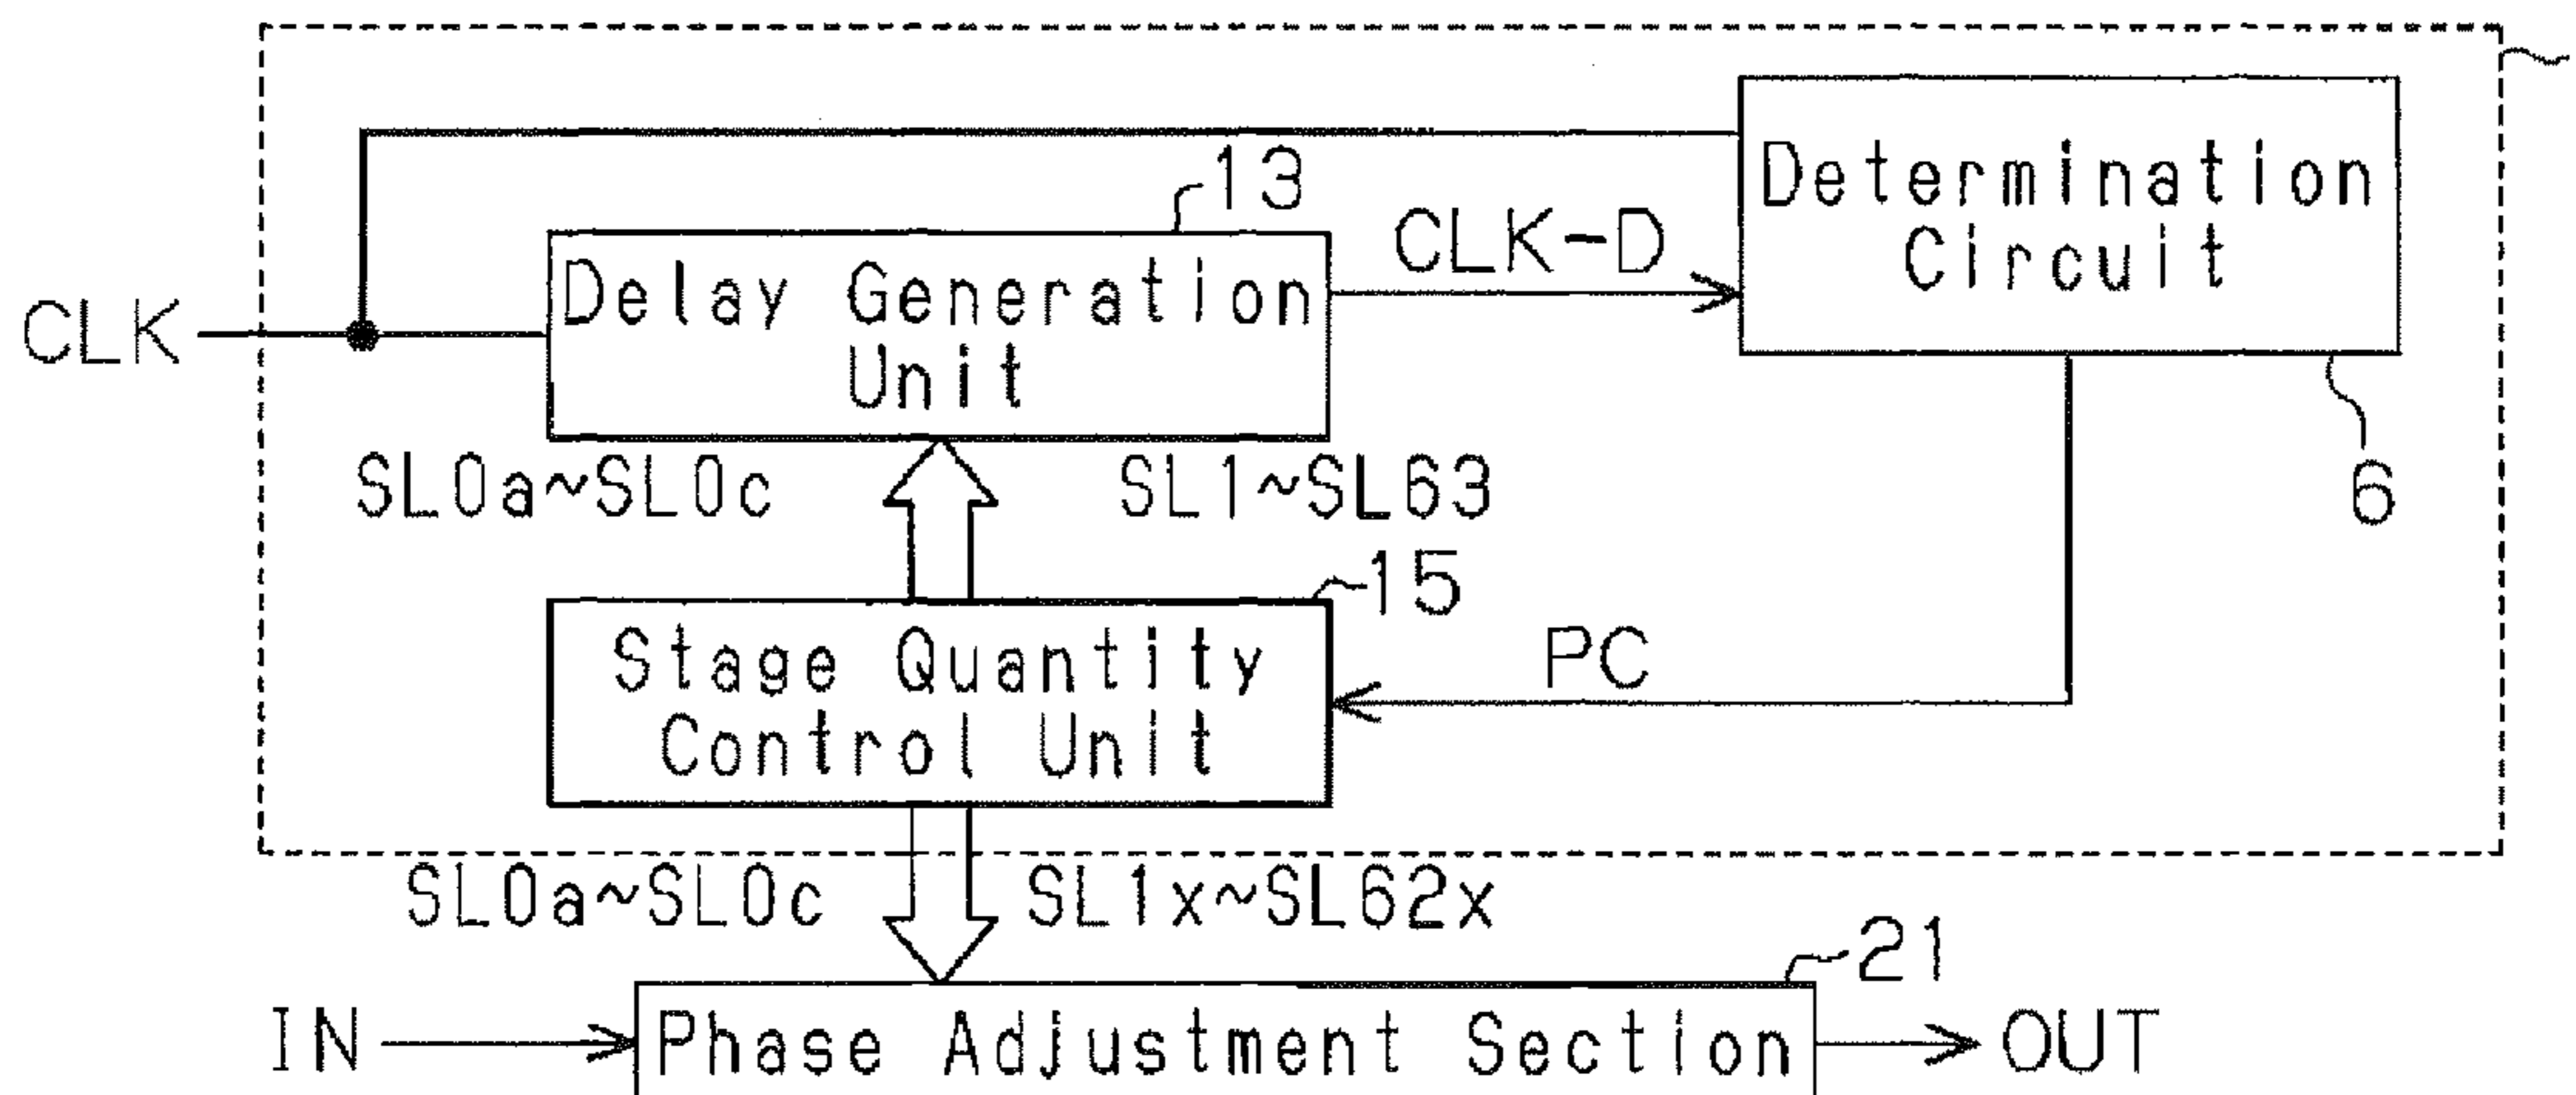 13
Determination
Circuit
CLK-D
Delay Generation
Unit
CLK
SL0a~SL0c
SL1~SL63
6
15
Stage Quantity
Control Unit
PC
SL0a~SL0c
SL1x~SL62x
21
IN
Phase Adjustment Section
OUT